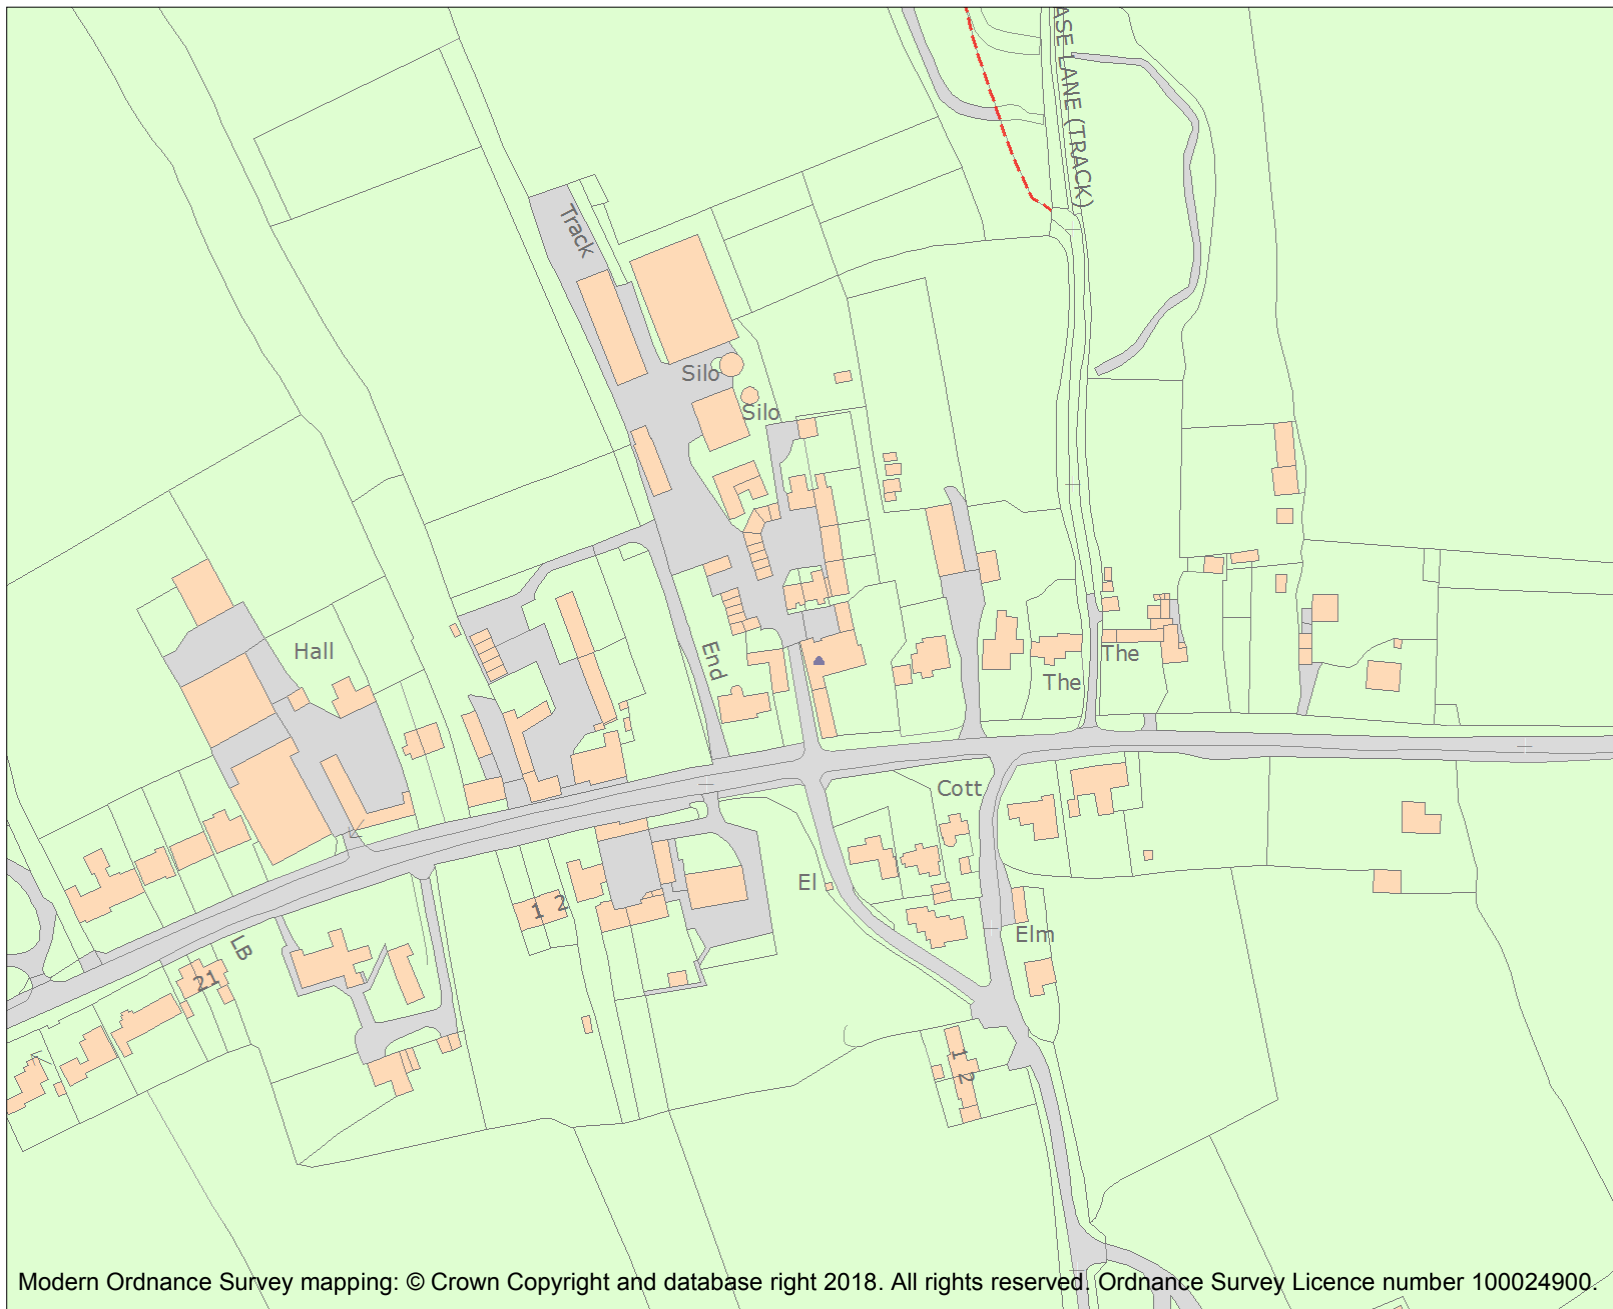 ASE LANE (TRACK)
Track
Silo
Silo
Hall
End
The
The
Cott
El
1 2
Elm
LB
21
1 2
Modern Ordnance Survey mapping: © Crown Copyright and database right 2018. All rights reserved. Ordnance Survey Licence number 100024900.